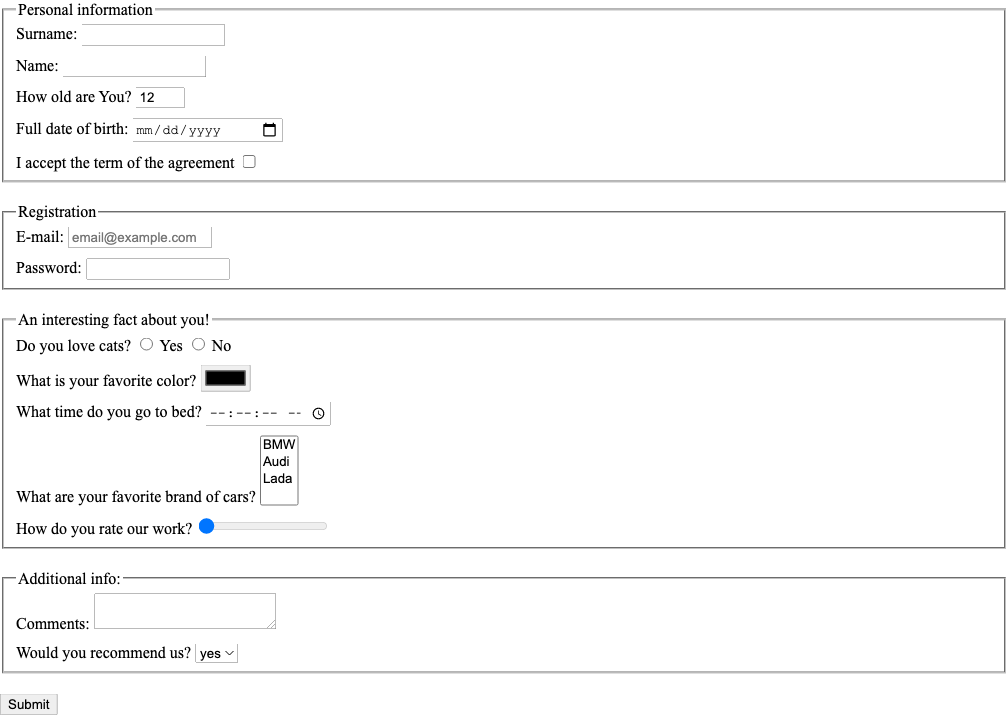 Personal information
Surname:
Name:
How old are You? 12
Full date of birth: mm/dd/yyyy
I accept the term of the agreement
Registration
E-mail: email@example.com
Password:
An interesting fact about you!
Do you love cats? Yes No
What is your favorite color?
What time do you go to bed? --:--:-- --
BMW
Audi
Lada
What are your favorite brand of cars?
How do you rate our work?
Additional info:
Comments:
Would you recommend us? yes
Submit